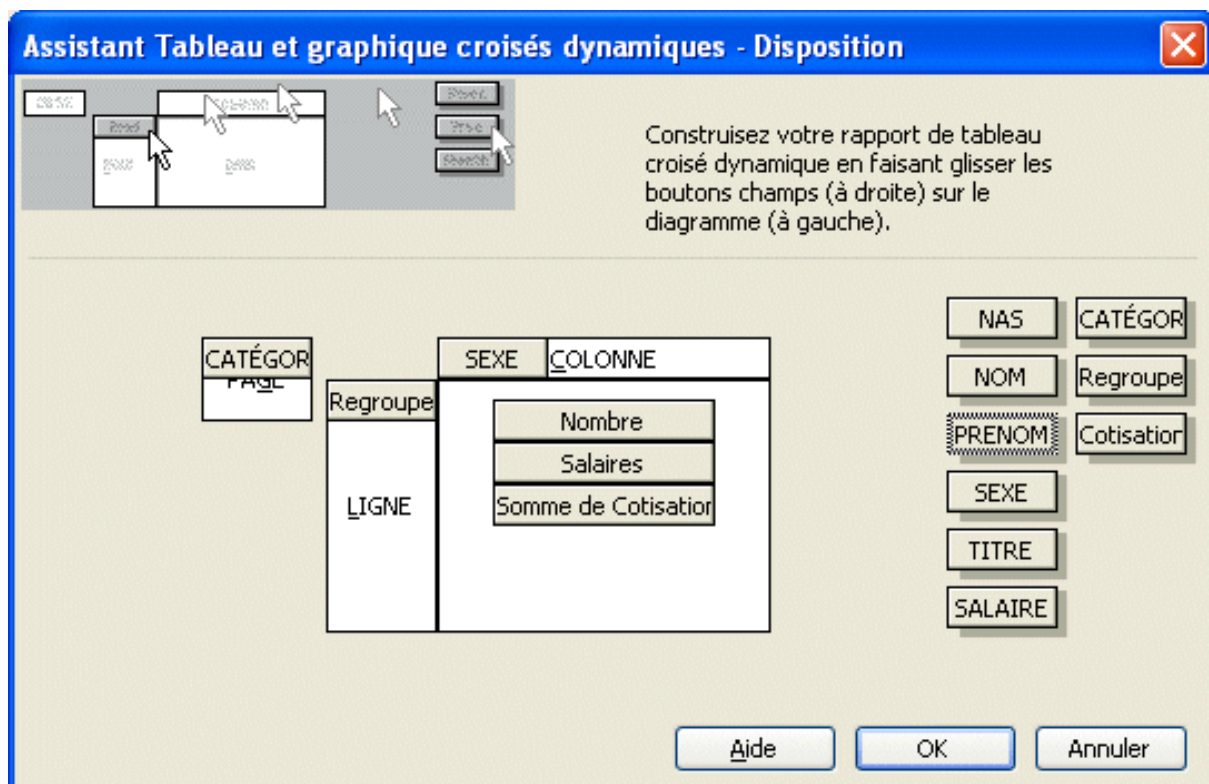 Assistant Tableau et graphique croisés dynamiques - Disposition
Construisez votre rapport de tableau
croisé dynamique en faisant glisser les
boutons champs (à droite) sur le
diagramme (à gauche).
CATÉGOR
PAGE
SEXE
COLONNE
Regroupe
LIGNE
Nombre
Salaires
Somme de Cotisation
NAS
CATÉGOR
NOM
Regroupe
PRENOM
Cotisation
SEXE
TITRE
SALAIRE
Aide
OK
Annuler